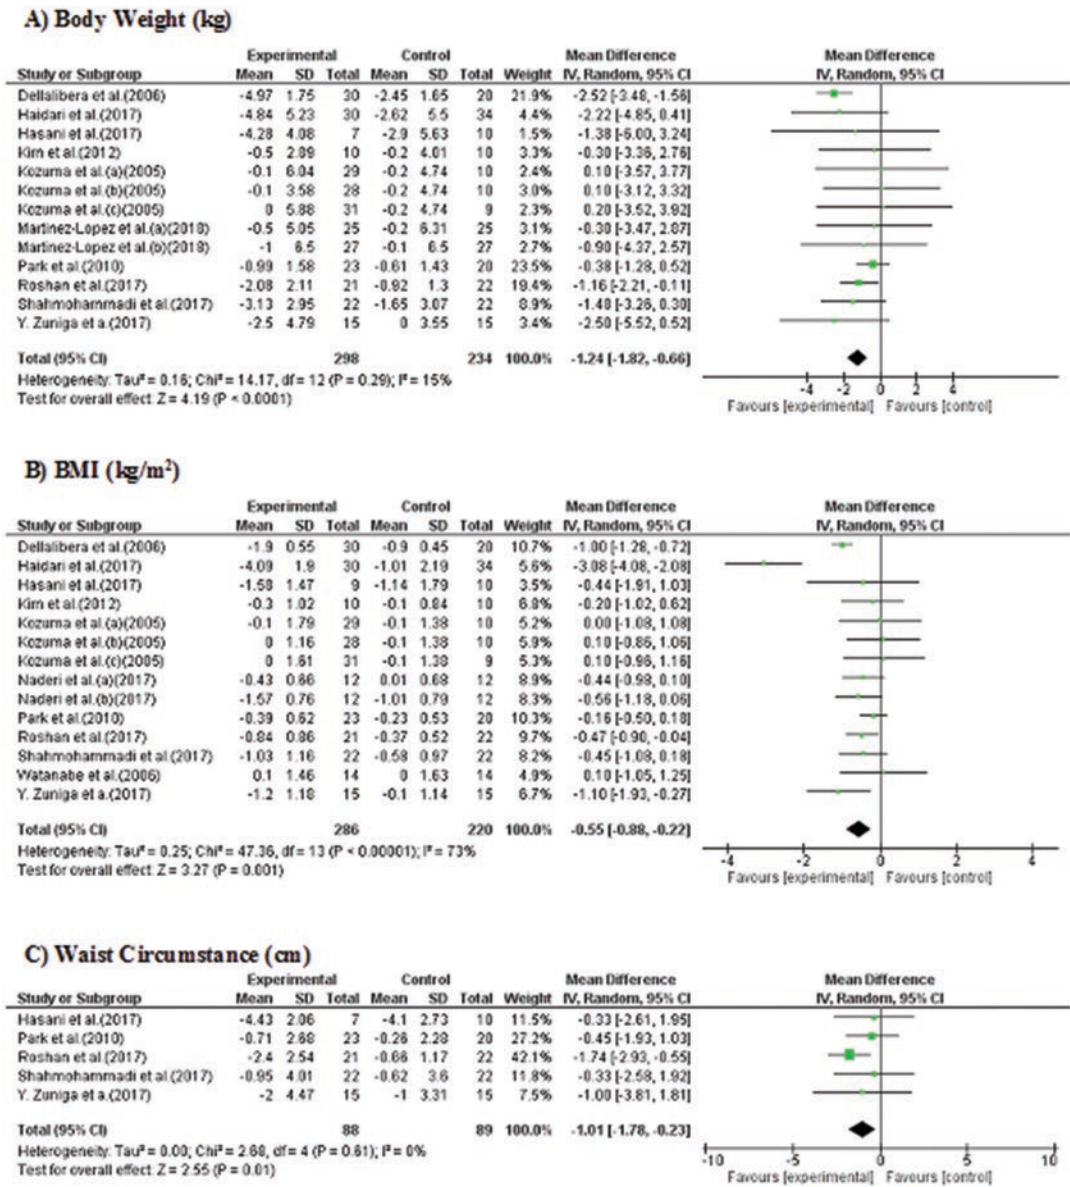 A) Body Weight (kg)
Experimental Control Mean Difference Mean Difference
Study or Subgroup Mean SD Total Mean SD Total Weight IV, Random, 95% CI IV, Random, 95% CI
Dellalibera et al.(2006) -4.97 1.75 30 -2.45 1.65 20 21.9% -2.52 [-3.48, -1.56]
Haidari et al.(2017) -4.84 5.23 30 -2.62 5.5 34 4.4% -2.22 [-4.85, 0.41]
Hasani et al.(2017) -4.28 4.08 7 -2.9 5.63 10 1.5% -1.38 [-6.00, 3.24]
Kim et al.(2012) -0.5 2.89 10 -0.2 4.01 10 3.3% -0.30 [-3.36, 2.76]
Kozuma et al.(a)(2005) -0.1 6.04 29 -0.2 4.74 10 2.4% 0.10 [-3.57, 3.77]
Kozuma et al.(b)(2005) -0.1 3.58 28 -0.2 4.74 10 3.0% 0.10 [-3.12, 3.32]
Kozuma et al.(c)(2005) 0 5.88 31 -0.2 4.74 9 2.3% 0.20 [-3.52, 3.92]
Martinez-Lopez et al.(a)(2018) -0.5 5.05 25 -0.2 6.31 25 3.1% -0.30 [-3.47, 2.87]
Martinez-Lopez et al.(b)(2018) -1 6.5 27 -0.1 6.5 27 2.7% -0.90 [-4.37, 2.57]
Park et al.(2010) -0.99 1.58 23 -0.61 1.43 20 23.5% -0.38 [-1.28, 0.52]
Roshan et al.(2017) -2.08 2.11 21 -0.92 1.3 22 19.4% -1.16 [-2.21, -0.11]
Shahmohammadi et al.(2017) -3.13 2.95 22 -1.65 3.07 22 8.9% -1.48 [-3.26, 0.30]
Y. Zuniga et a.(2017) -2.5 4.79 15 0 3.55 15 3.4% -2.50 [-5.52, 0.52]
Total (95% CI) 298 234 100.0% -1.24 [-1.82, -0.66]
Heterogeneity: Tau² = 0.16; Chi² = 14.17, df = 12 (P = 0.29); I² = 15%
Test for overall effect: Z = 4.19 (P < 0.0001)
-4 -2 0 2 4
Favours [experimental] Favours [control]
B) BMI (kg/m²)
Experimental Control Mean Difference Mean Difference
Study or Subgroup Mean SD Total Mean SD Total Weight IV, Random, 95% CI IV, Random, 95% CI
Dellalibera et al.(2006) -1.9 0.55 30 -0.9 0.45 20 10.7% -1.00 [-1.28, -0.72]
Haidari et al.(2017) -4.09 1.9 30 -1.01 2.19 34 5.6% -3.08 [-4.08, -2.08]
Hasani et al.(2017) -1.58 1.47 9 -1.14 1.79 10 3.5% -0.44 [-1.91, 1.03]
Kim et al.(2012) -0.3 1.02 10 -0.1 0.84 10 6.8% -0.20 [-1.02, 0.62]
Kozuma et al.(a)(2005) -0.1 1.79 29 -0.1 1.38 10 5.2% 0.00 [-1.08, 1.08]
Kozuma et al.(b)(2005) 0 1.16 28 -0.1 1.38 10 5.9% 0.10 [-0.86, 1.06]
Kozuma et al.(c)(2005) 0 1.61 31 -0.1 1.38 9 5.3% 0.10 [-0.96, 1.16]
Naderi et al.(a)(2017) -0.43 0.66 12 0.01 0.68 12 8.9% -0.44 [-0.98, 0.10]
Naderi et al.(b)(2017) -1.57 0.76 12 -1.01 0.79 12 8.3% -0.56 [-1.18, 0.06]
Park et al.(2010) -0.39 0.62 23 -0.23 0.53 20 10.3% -0.16 [-0.50, 0.18]
Roshan et al.(2017) -0.84 0.86 21 -0.37 0.52 22 9.7% -0.47 [-0.90, -0.04]
Shahmohammadi et al.(2017) -1.03 1.16 22 -0.58 0.97 22 8.2% -0.45 [-1.08, 0.18]
Watanabe et al.(2006) 0.1 1.46 14 0 1.63 14 4.9% 0.10 [-1.05, 1.25]
Y. Zuniga et a.(2017) -1.2 1.18 15 -0.1 1.14 15 6.7% -1.10 [-1.93, -0.27]
Total (95% CI) 286 220 100.0% -0.55 [-0.88, -0.22]
Heterogeneity: Tau² = 0.25; Chi² = 47.36, df = 13 (P < 0.00001); I² = 73%
Test for overall effect: Z = 3.27 (P = 0.001)
-4 -2 0 2 4
Favours [experimental] Favours [control]
C) Waist Circumstance (cm)
Experimental Control Mean Difference Mean Difference
Study or Subgroup Mean SD Total Mean SD Total Weight IV, Random, 95% CI IV, Random, 95% CI
Hasani et al.(2017) -4.43 2.06 7 -4.1 2.73 10 11.5% -0.33 [-2.61, 1.95]
Park et al.(2010) -0.71 2.68 23 -0.26 2.28 20 27.2% -0.45 [-1.93, 1.03]
Roshan et al.(2017) -2.4 2.54 21 -0.66 1.17 22 42.1% -1.74 [-2.93, -0.55]
Shahmohammadi et al.(2017) -0.95 4.01 22 -0.62 3.6 22 11.8% -0.33 [-2.58, 1.92]
Y. Zuniga et a.(2017) -2 4.47 15 -1 3.31 15 7.5% -1.00 [-3.81, 1.81]
Total (95% CI) 88 89 100.0% -1.01 [-1.78, -0.23]
Heterogeneity: Tau² = 0.00; Chi² = 2.68, df = 4 (P = 0.61); I² = 0%
Test for overall effect: Z = 2.55 (P = 0.01)
-10 -5 0 5 10
Favours [experimental] Favours [control]